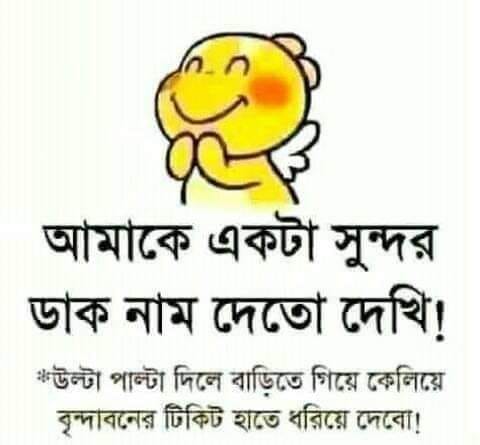 আমাকে একটা সুন্দর
ডাক নাম দেতো দেখি!
*উল্টা পাল্টা দিলে বাড়িতে গিয়ে কেলিয়ে
বৃন্দাবনের টিকিট হাতে ধরিয়ে দেবো!